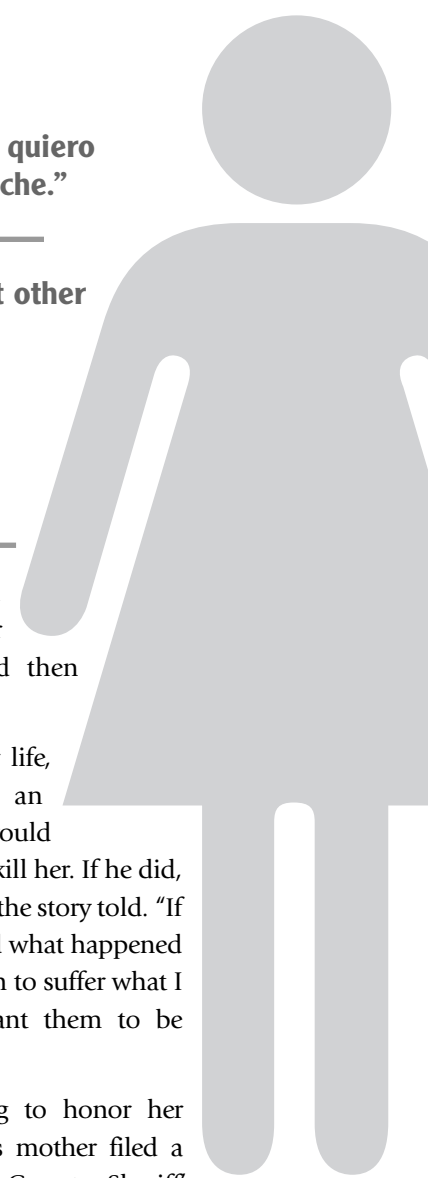 quiero
che.”
other
then
life,
an
ould
kill her. If he did,
the story told. “If
what happened
to suffer what I
ant them to be
to honor her
mother filed a